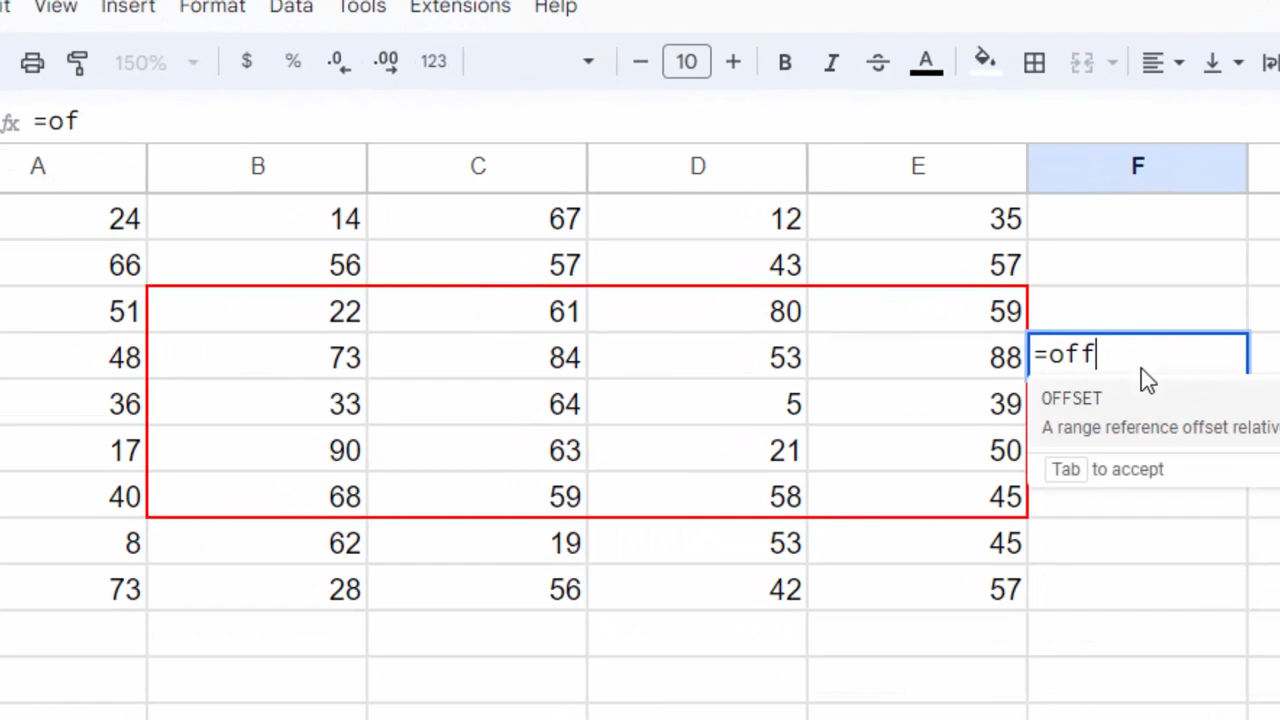 it View Insert Format Data Tools Extensions Help
150% $ % .0 .00 123 10 B I S A
fx =of
A B C D E F
24 14 67 12 35
66 56 57 43 57
51 22 61 80 59
48 73 84 53 88 =off
36 33 64 5 39 OFFSET
A range reference offset relativ
17 90 63 21 50 Tab to accept
40 68 59 58 45
8 62 19 53 45
73 28 56 42 57